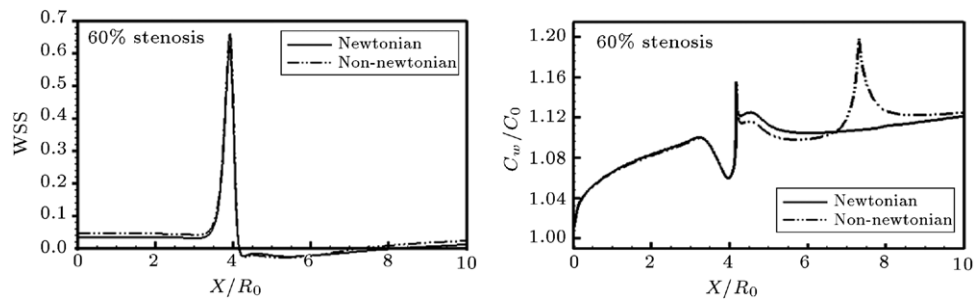 60% stenosis
Newtonian
Non-newtonian
WSS
0.7
0.6
0.5
0.4
0.3
0.2
0.1
0.0
0 2 4 6 8 10
X/R0
60% stenosis
Newtonian
Non-newtonian
Cw/C0
1.20
1.16
1.12
1.08
1.04
1.00
0 2 4 6 8 10
X/R0